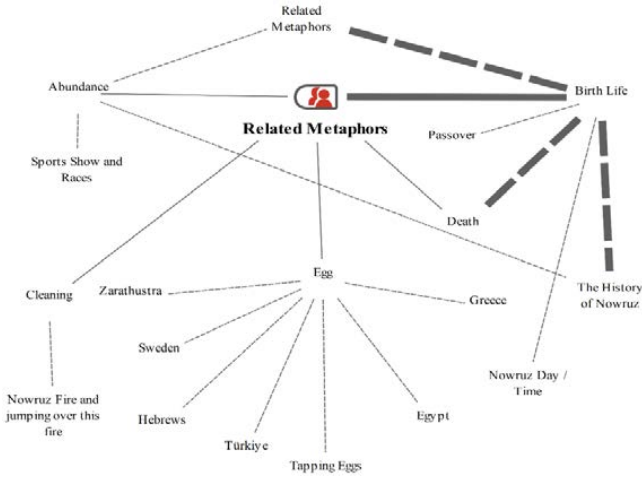 Related
Metaphors
Abundance
Birth Life
Related Metaphors
Passover
Sports Show and
Races
Death
Egg
Cleaning
Zarathustra
The History
of Nowruz
Greece
Sweden
Nowruz Day /
Time
Nowruz Fire and
jumping over this
fire
Hebrews
Egypt
Türkiye
Tapping Eggs